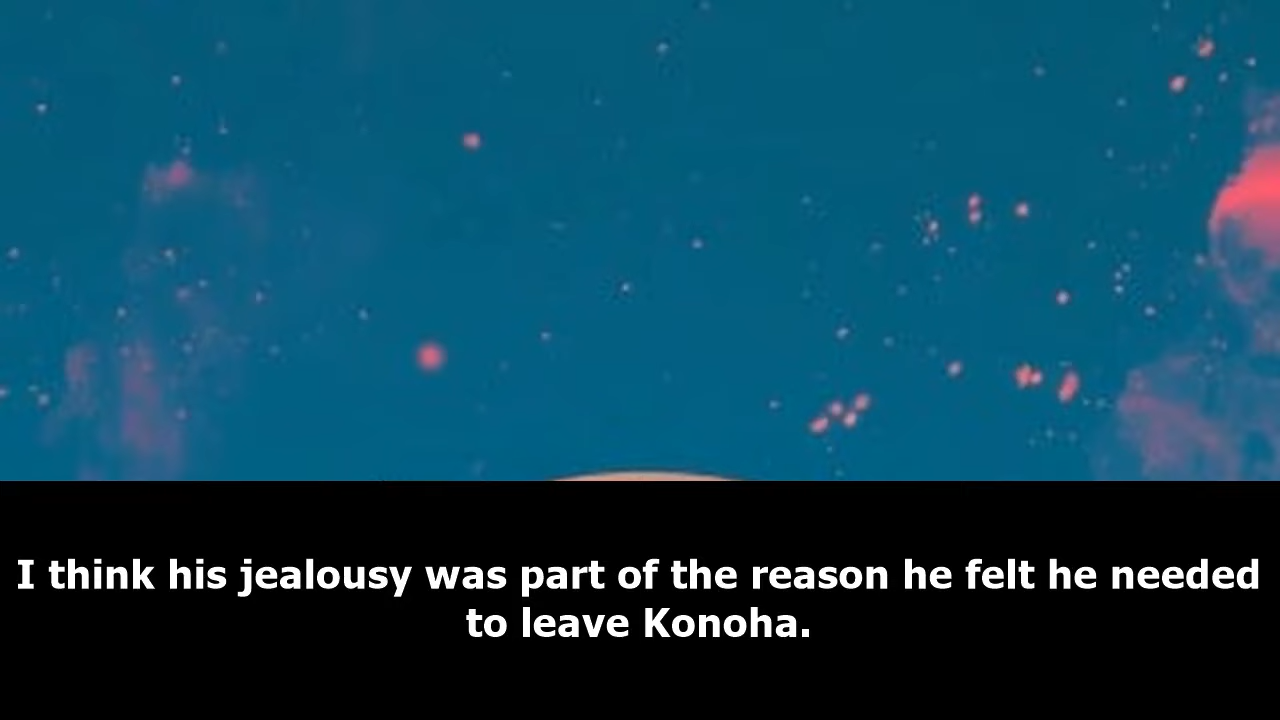 I think his jealousy was part of the reason he felt he needed
to leave Konoha.